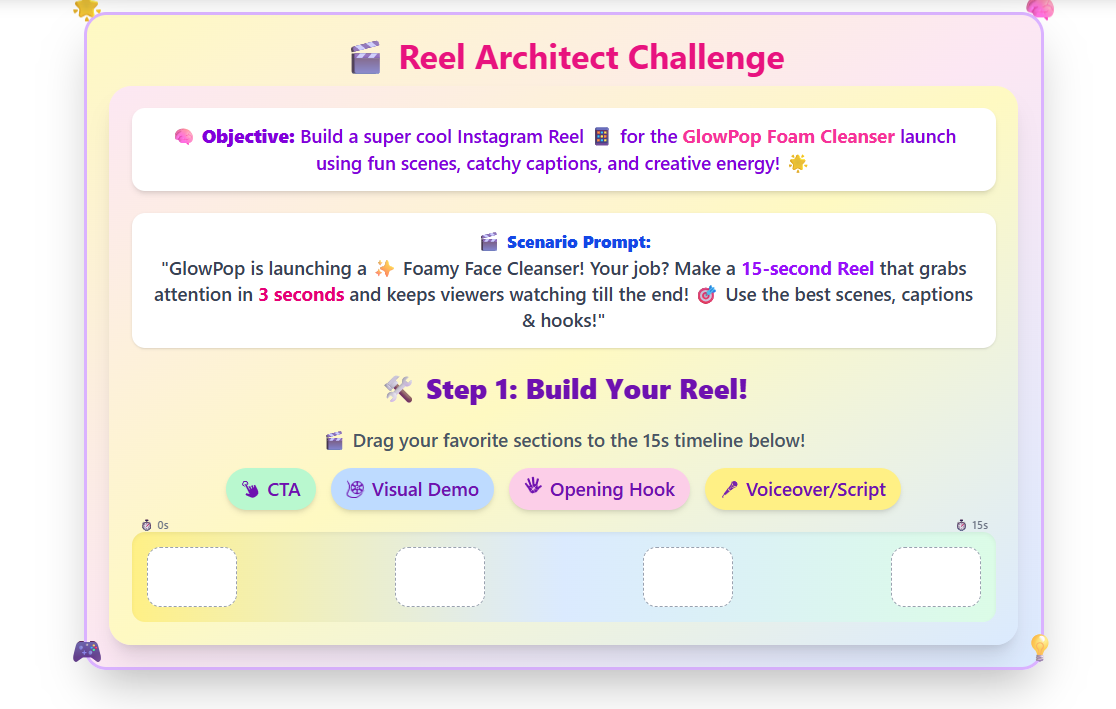 Reel Architect Challenge
Objective: Build a super cool Instagram Reel for the GlowPop Foam Cleanser launch
using fun scenes, catchy captions, and creative energy!
Scenario Prompt:
"GlowPop is launching a Foamy Face Cleanser! Your job? Make a 15-second Reel that grabs
attention in 3 seconds and keeps viewers watching till the end! Use the best scenes, captions
& hooks!"
Step 1: Build Your Reel!
Drag your favorite sections to the 15s timeline below!
CTA Visual Demo Opening Hook Voiceover/Script
0s 15s